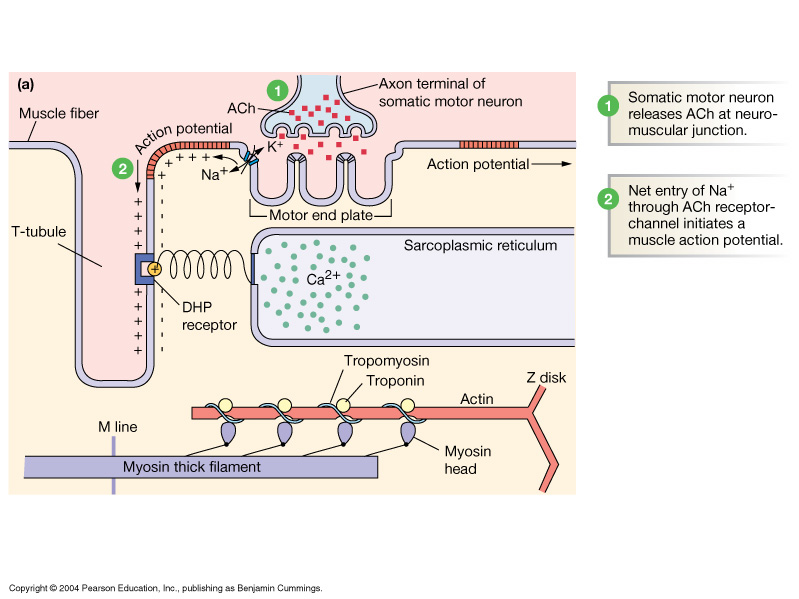 (a)
1
Axon terminal of
somatic motor neuron
ACh
Muscle fiber
Action potential
K⁺
2
+ + + +
Na⁺
Action potential
Motor end plate
T-tubule
Sarcoplasmic reticulum
Ca²⁺
+
DHP
receptor
Tropomyosin
Troponin
Z disk
Actin
M line
Myosin
head
Myosin thick filament
1
Somatic motor neuron
releases ACh at neuro-
muscular junction.
2
Net entry of Na⁺
through ACh receptor-
channel initiates a
muscle action potential.
Copyright © 2004 Pearson Education, Inc., publishing as Benjamin Cummings.